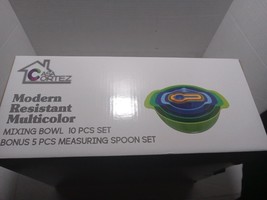 CASA
CORTEZ
Modern
Resistant
Multicolor
MIXING BOWL 10 PCS SET
BONUS 5 PCS MEASURING SPOON SET